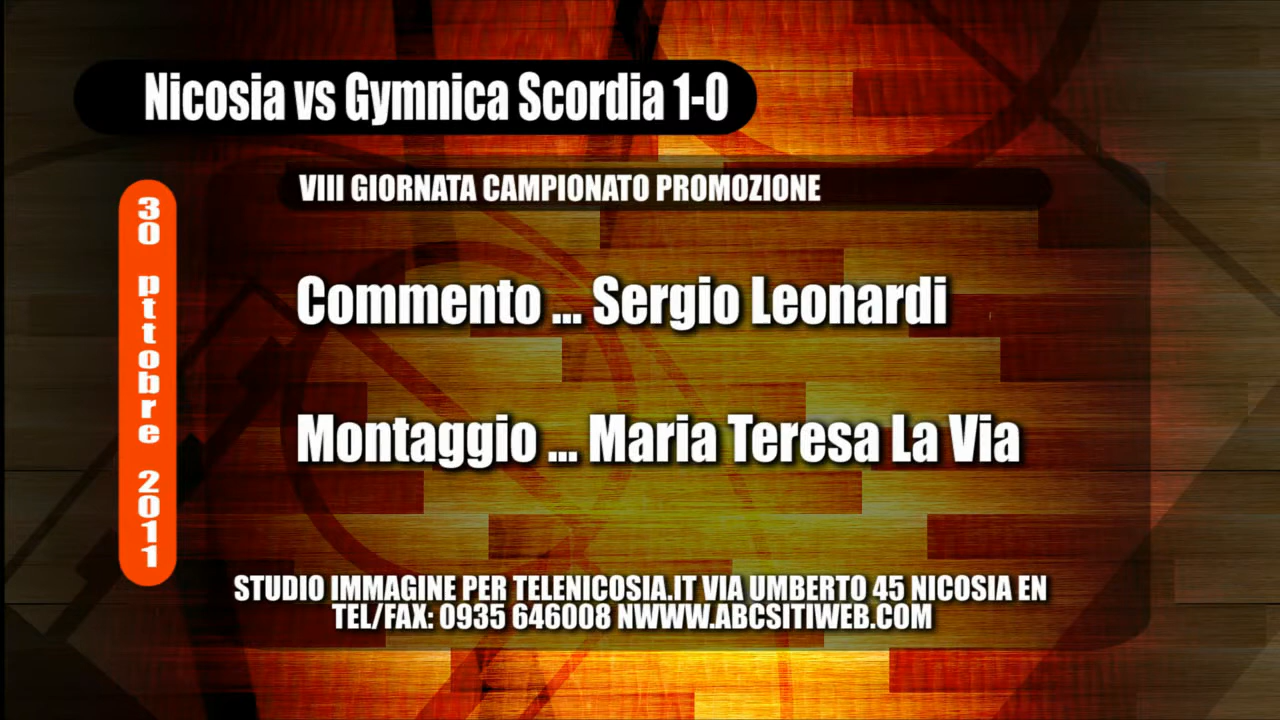 Nicosia vs Gymnica Scordia 1-0
VIII GIORNATA CAMPIONATO PROMOZIONE
30 pttobre 2011
Commento ... Sergio Leonardi
Montaggio ... Maria Teresa La Via
STUDIO IMMAGINE PER TELENICOSIA.IT VIA UMBERTO 45 NICOSIA EN
TEL/FAX: 0935 646008 NWWW.ABCSITIWEB.COM